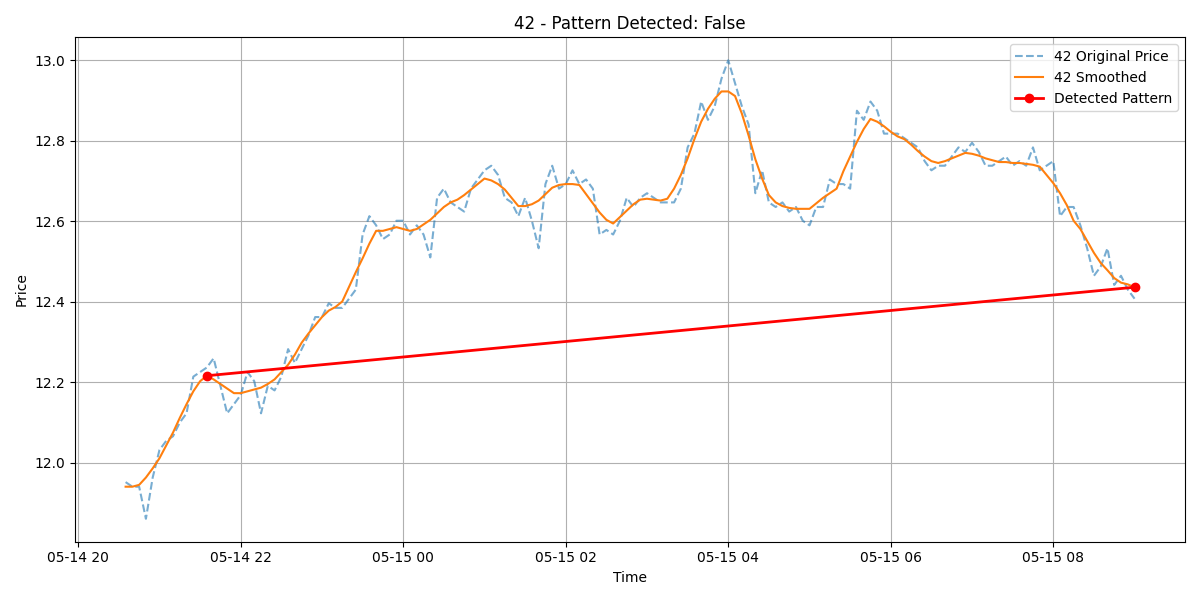 42 - Pattern Detected: False
42 Original Price
42 Smoothed
Detected Pattern
Price
13.0
12.8
12.6
12.4
12.2
12.0
05-14 20
05-14 22
05-15 00
05-15 02
05-15 04
05-15 06
05-15 08
Time